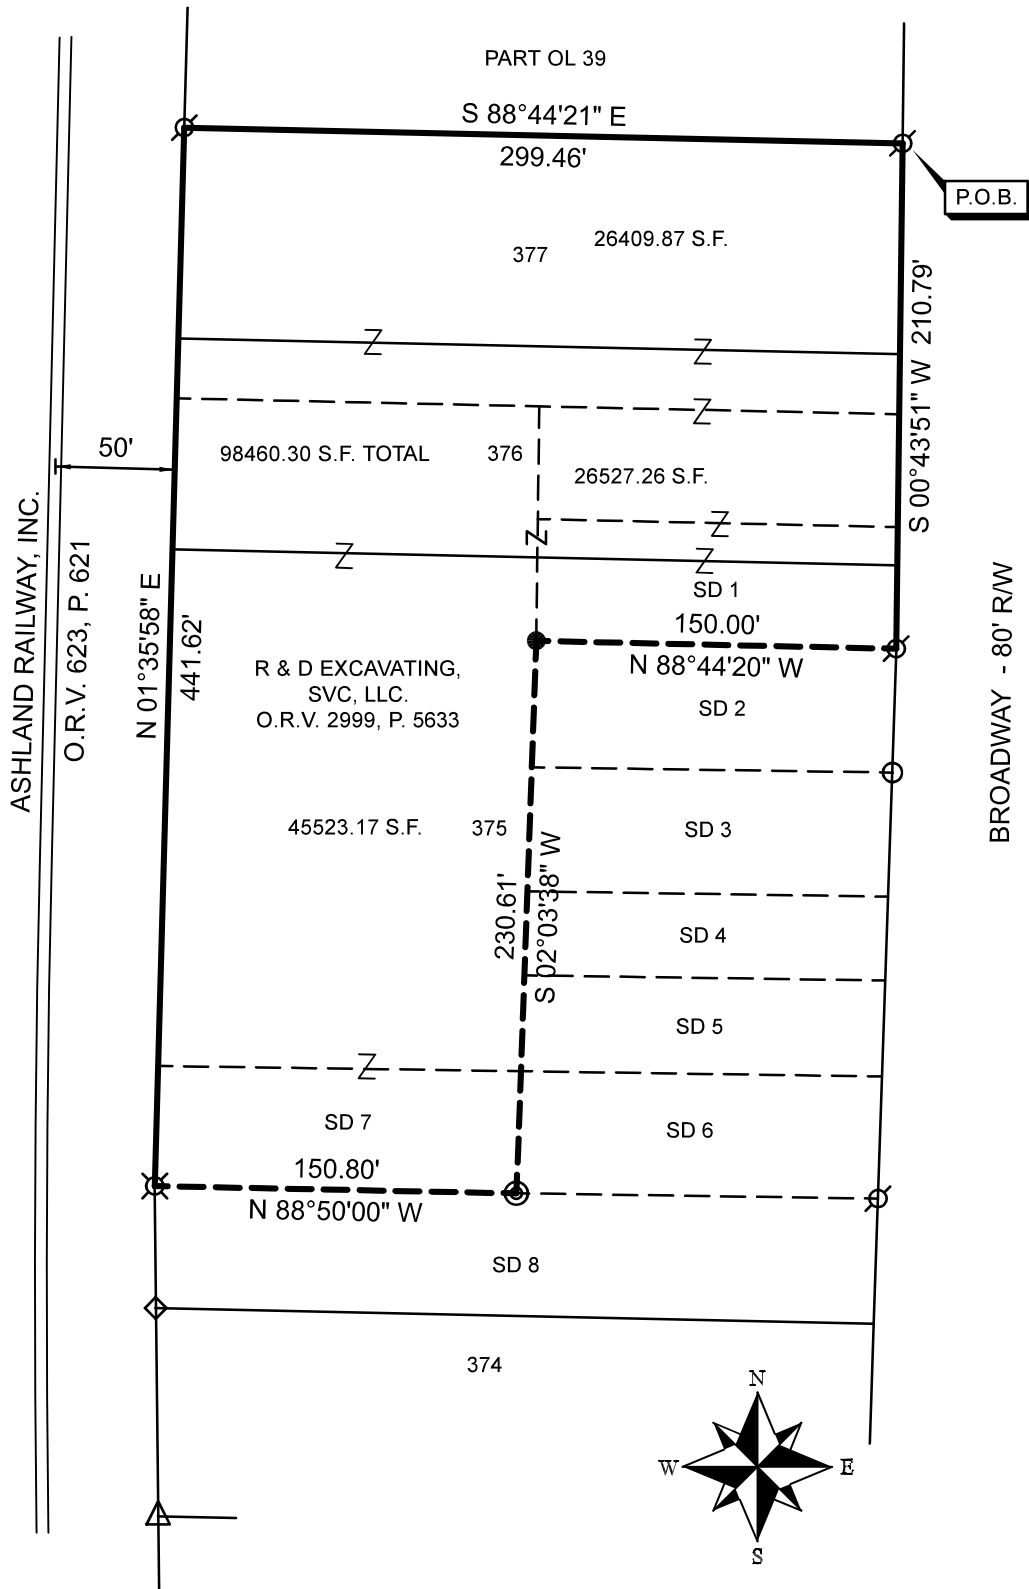 PART OL 39
S 88°44'21" E
299.46'
P.O.B.
26409.87 S.F.
377
S 00°43'51" W 210.79'
50'
98460.30 S.F. TOTAL
376
26527.26 S.F.
ASHLAND RAILWAY, INC.
O.R.V. 623, P. 621
N 01°35'58" E
441.62'
SD 1
150.00'
N 88°44'20" W
R & D EXCAVATING,
SVC, LLC.
O.R.V. 2999, P. 5633
SD 2
BROADWAY - 80' R/W
45523.17 S.F.
375
SD 3
230.61'
S 02°03'38" W
SD 4
SD 5
SD 7
SD 6
150.80'
N 88°50'00" W
SD 8
374
N
W
E
S